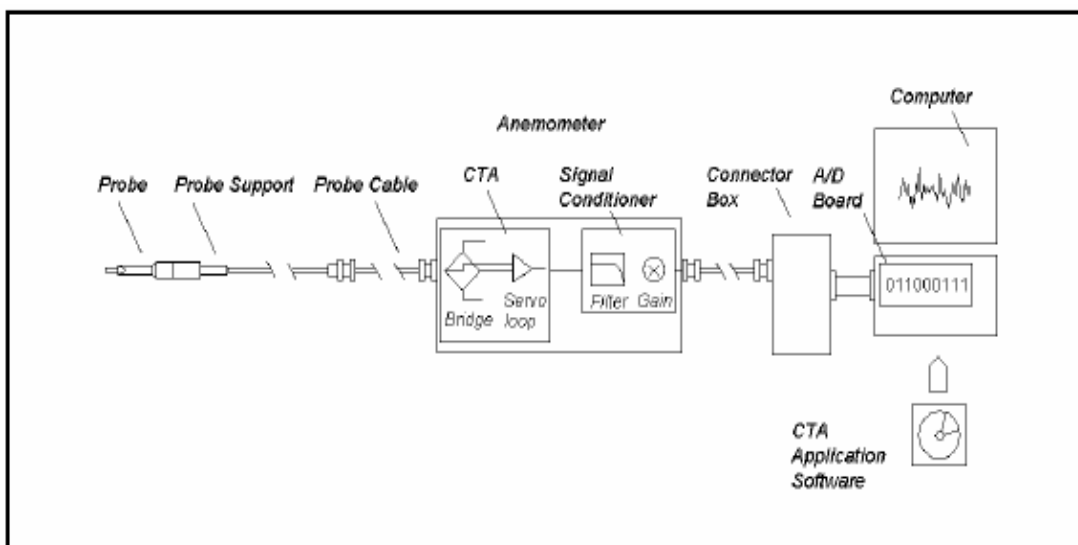 Computer
Anemometer
Probe
Probe Support
Probe Cable
CTA
Signal
Conditioner
Connector
Box
A/D
Board
Bridge
Servo
loop
Filter
Gain
011000111
CTA
Application
Software